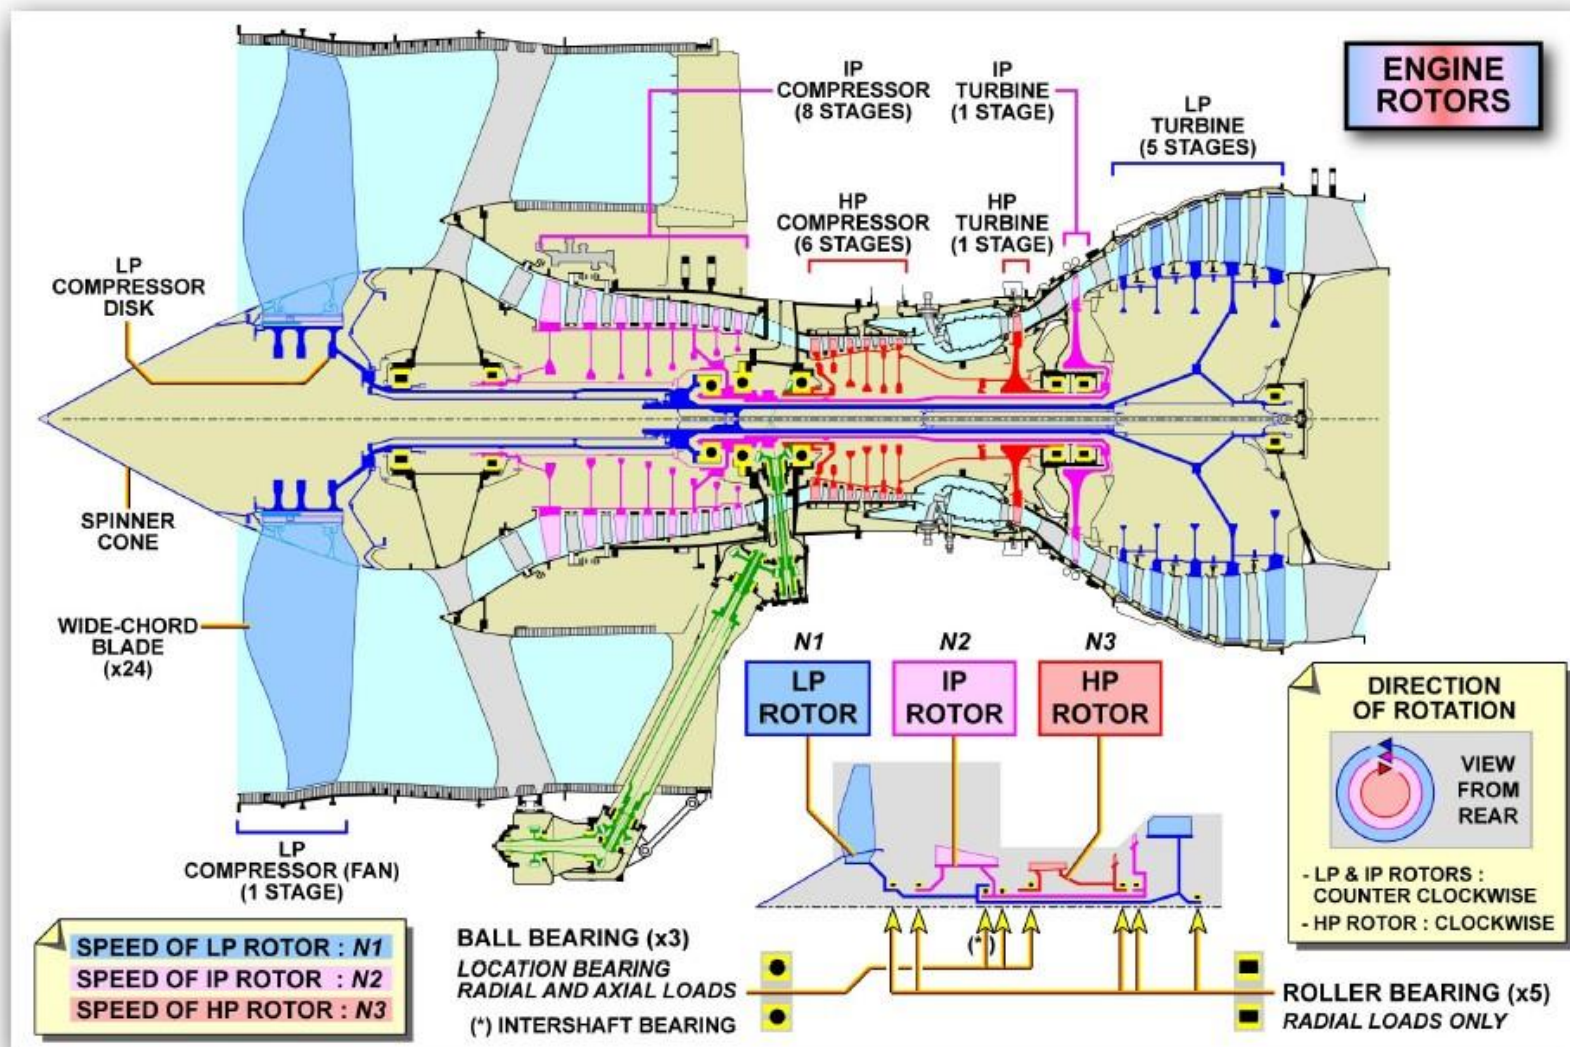 ENGINE
ROTORS
IP
COMPRESSOR
(8 STAGES)
IP
TURBINE
(1 STAGE)
LP
TURBINE
(5 STAGES)
HP
COMPRESSOR
(6 STAGES)
HP
TURBINE
(1 STAGE)
LP
COMPRESSOR
DISK
SPINNER
CONE
WIDE-CHORD
BLADE
(x24)
LP
COMPRESSOR (FAN)
(1 STAGE)
N1
N2
N3
LP
ROTOR
IP
ROTOR
HP
ROTOR
DIRECTION
OF ROTATION
VIEW
FROM
REAR
- LP & IP ROTORS :
COUNTER CLOCKWISE
- HP ROTOR : CLOCKWISE
SPEED OF LP ROTOR : N1
SPEED OF IP ROTOR : N2
SPEED OF HP ROTOR : N3
BALL BEARING (x3)
LOCATION BEARING
RADIAL AND AXIAL LOADS
(*) INTERSHAFT BEARING
(*)
ROLLER BEARING (x5)
RADIAL LOADS ONLY